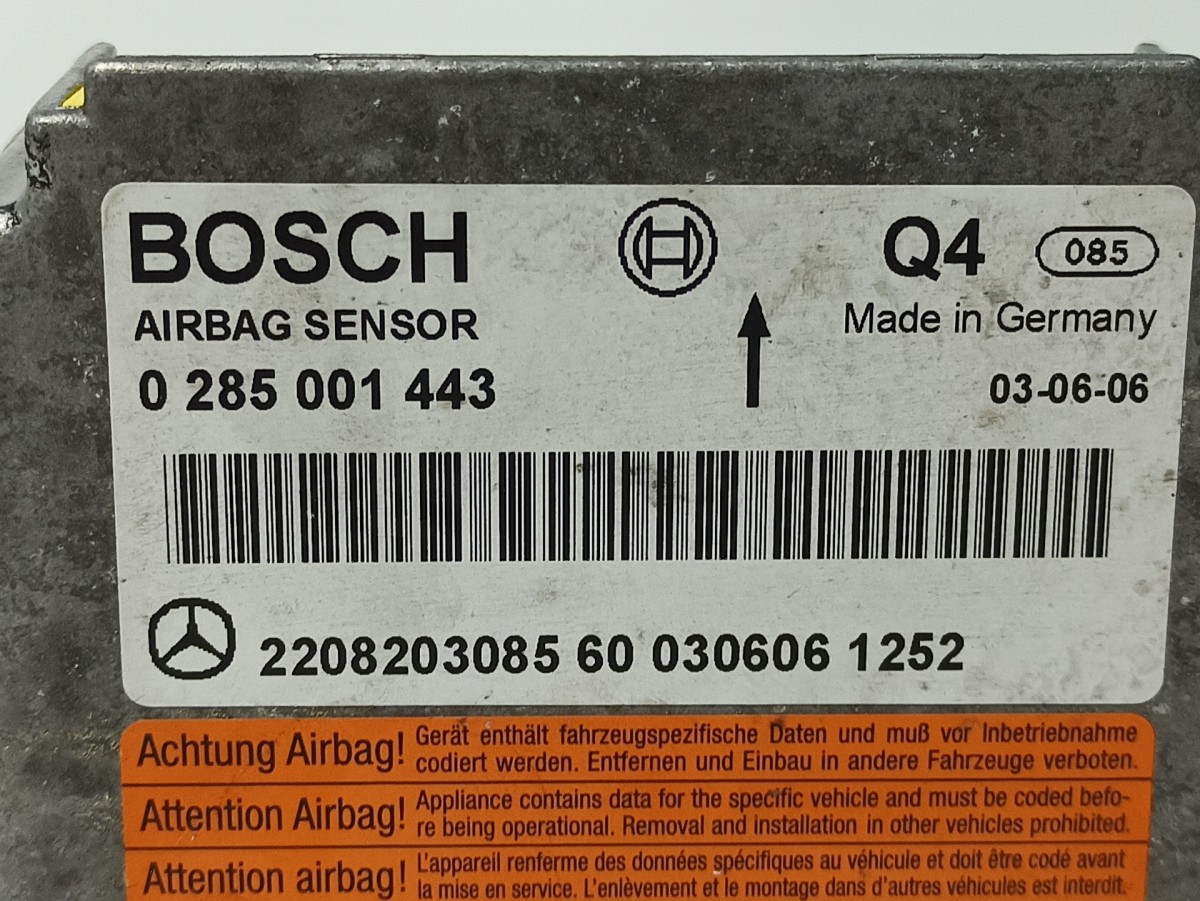 BOSCH
Q4
085
AIRBAG SENSOR
Made in Germany
0 285 001 443
03-06-06
2208203085 60 030606 1252
Achtung Airbag!
Gerät enthält fahrzeugspezifische Daten und muß vor Inbetriebnahme
codiert werden. Entfernen und Einbau in andere Fahrzeuge verboten.
Attention Airbag!
Appliance contains data for the specific vehicle and must be coded befo-
re being operational. Removal and installation in other vehicles prohibited.
Attention airbag!
L'appareil renferme des données spécifiques au véhicule et doit être codé avant
la mise en service. L'enlèvement et le montage dans d'autres véhicules est interdit.